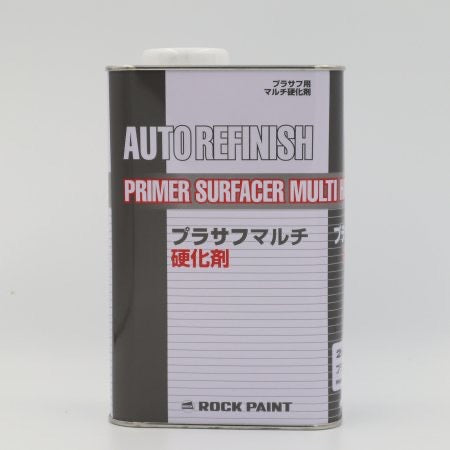 プラサフ用
マルチ硬化剤
AUTO REFINISH
PRIMER SURFACER MULTI
プラサフマルチ
硬化剤
ROCK PAINT